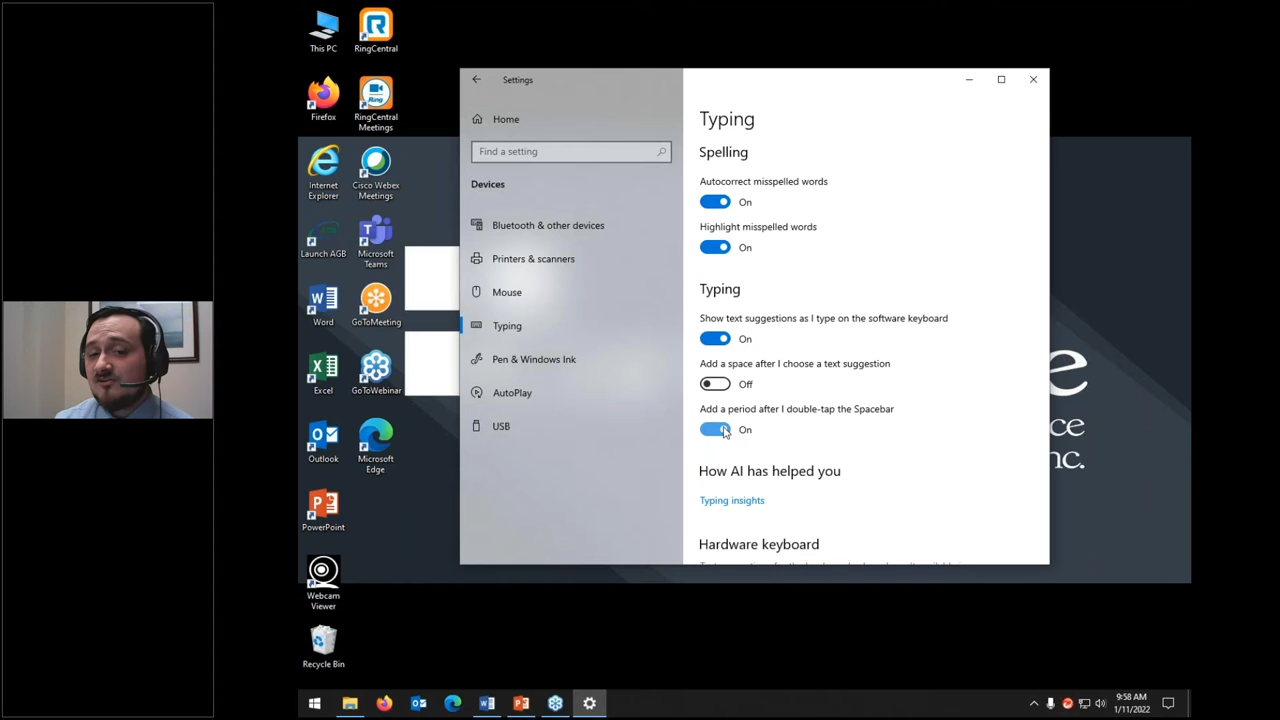 This PC
RingCentral
Firefox
RingCentral
Meetings
Internet
Explorer
Cisco Webex
Meetings
Launch AGB
Microsoft
Teams
Word
GoToMeeting
Excel
GoToWebinar
Outlook
Microsoft
Edge
PowerPoint
Webcam
Viewer
Recycle Bin
Settings
Home
Find a setting
Devices
Bluetooth & other devices
Printers & scanners
Mouse
Typing
Pen & Windows Ink
AutoPlay
USB
Typing
Spelling
Autocorrect misspelled words
On
Highlight misspelled words
On
Typing
Show text suggestions as I type on the software keyboard
On
Add a space after I choose a text suggestion
Off
Add a period after I double-tap the Spacebar
On
How AI has helped you
Typing insights
Hardware keyboard
e
ce
nc.
9:58 AM
1/11/2022